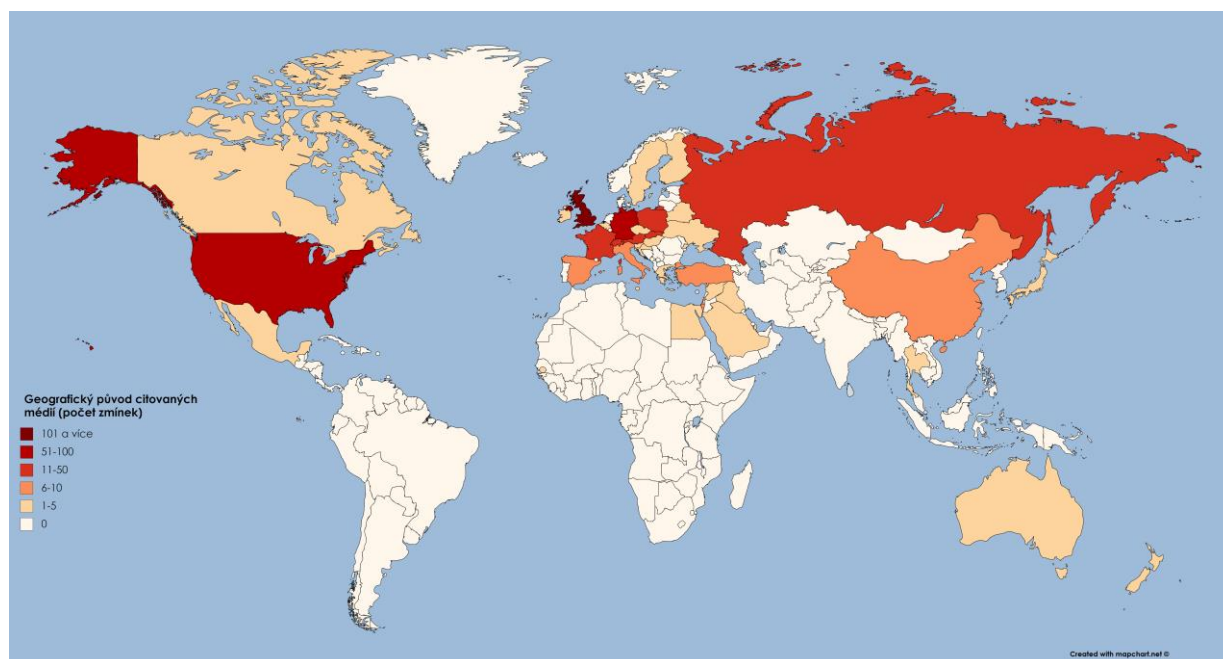 Geografický původ citovaných
médií (počet zmínek)
101 a více
51-100
11-50
6-10
1-5
0
Created with mapchart.net ©